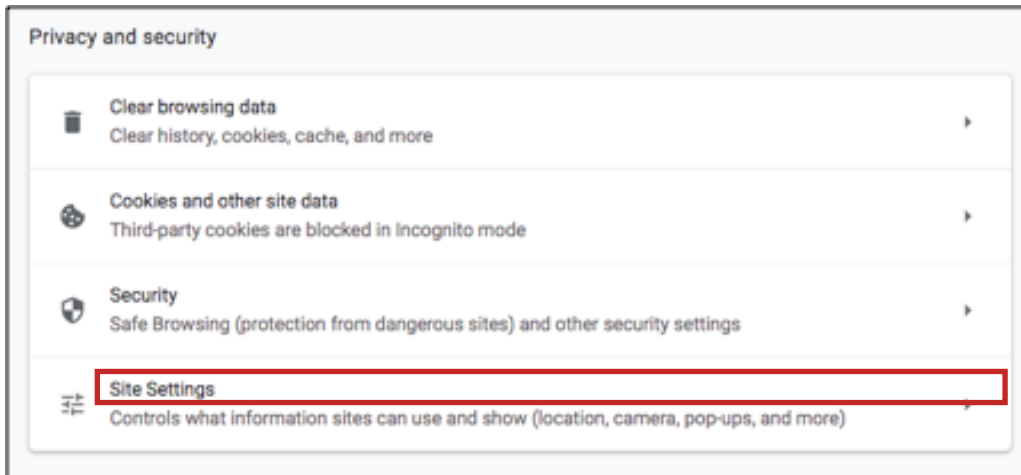 Privacy and security
Clear browsing data
Clear history, cookies, cache, and more
Cookies and other site data
Third-party cookies are blocked in Incognito mode
Security
Safe Browsing (protection from dangerous sites) and other security settings
Site Settings
Controls what information sites can use and show (location, camera, pop-ups, and more)